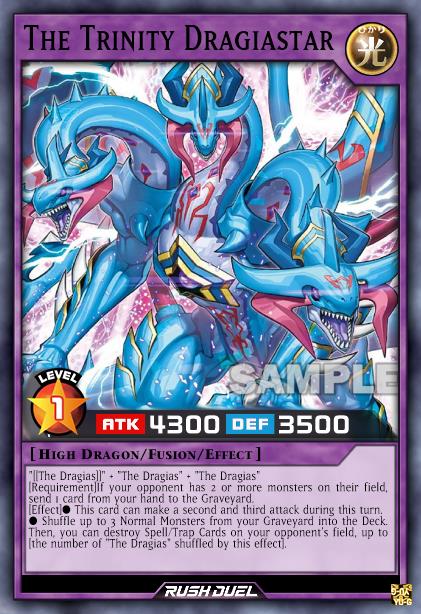 THE TRINITY DRAGIASTAR
ひかり
光
SAMPLE
LEVEL
1
ATK 4300 DEF 3500
[HIGH DRAGON/FUSION/EFFECT]
"[[The Dragias]]" + "The Dragias" + "The Dragias"
[Requirement]If your opponent has 2 or more monsters on their field,
send 1 card from your hand to the Graveyard.
[Effect]● This card can make a second and third attack during this turn.
● Shuffle up to 3 Normal Monsters from your Graveyard into the Deck.
Then, you can destroy Spell/Trap Cards on your opponent's field, up to
[the number of "The Dragias" shuffled by this effect].
RUSH DUEL